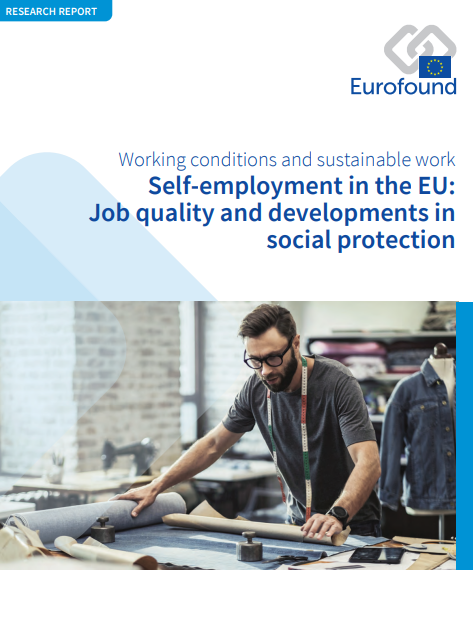 RESEARCH REPORT
Eurofound
Working conditions and sustainable work
Self-employment in the EU:
Job quality and developments in
social protection